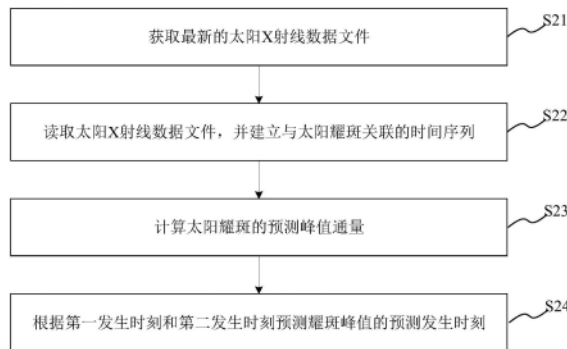 获取最新的太阳X射线数据文件
S21
读取太阳X射线数据文件，并建立与太阳耀斑关联的时间序列
S22
计算太阳耀斑的预测峰值通量
S23
根据第一发生时刻和第二发生时刻预测耀斑峰值的预测发生时刻
S24